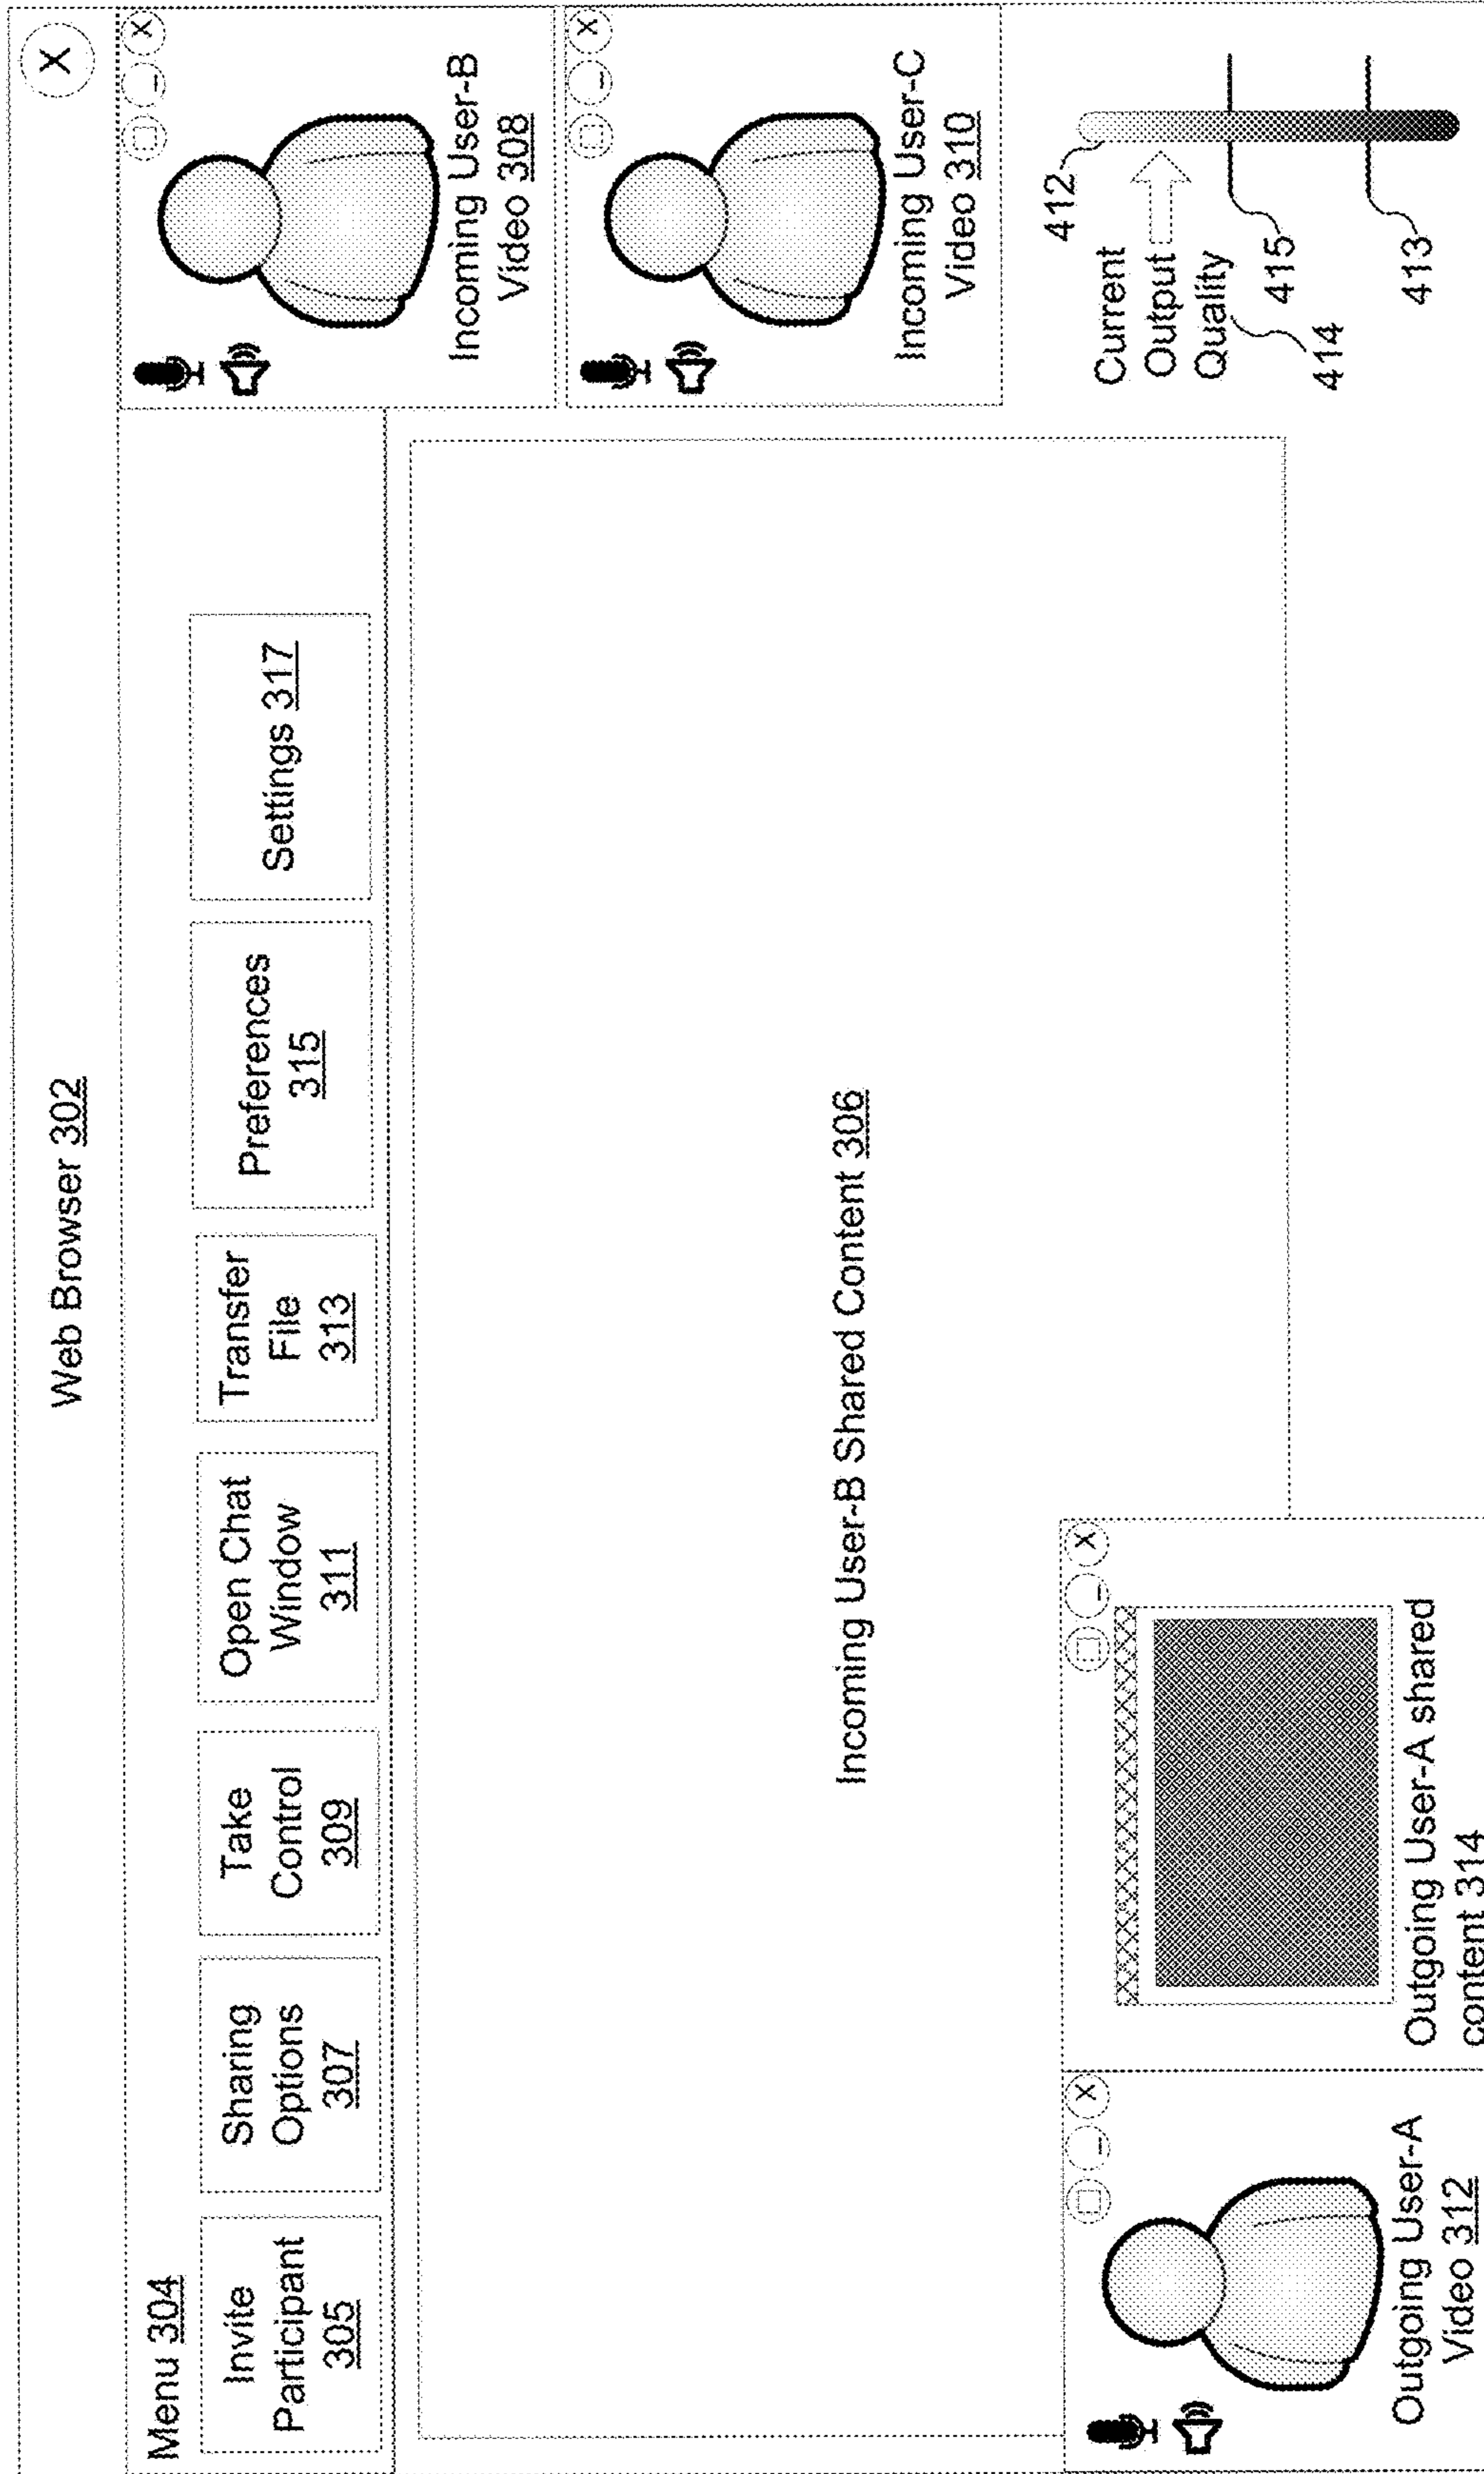 Web Browser 302
X
Menu 304
Invite
Participant
305
Sharing
Options
307
Take
Control
309
Open Chat
Window
311
Transfer
File
313
Preferences
315
Settings 317
X
Incoming User-B
Video 308
X
Incoming User-C
Video 310
Incoming User-B Shared Content 306
X
Outgoing User-A
Video 312
X
Outgoing User-A shared
content 314
412
Current
Output
Quality
414
415
413